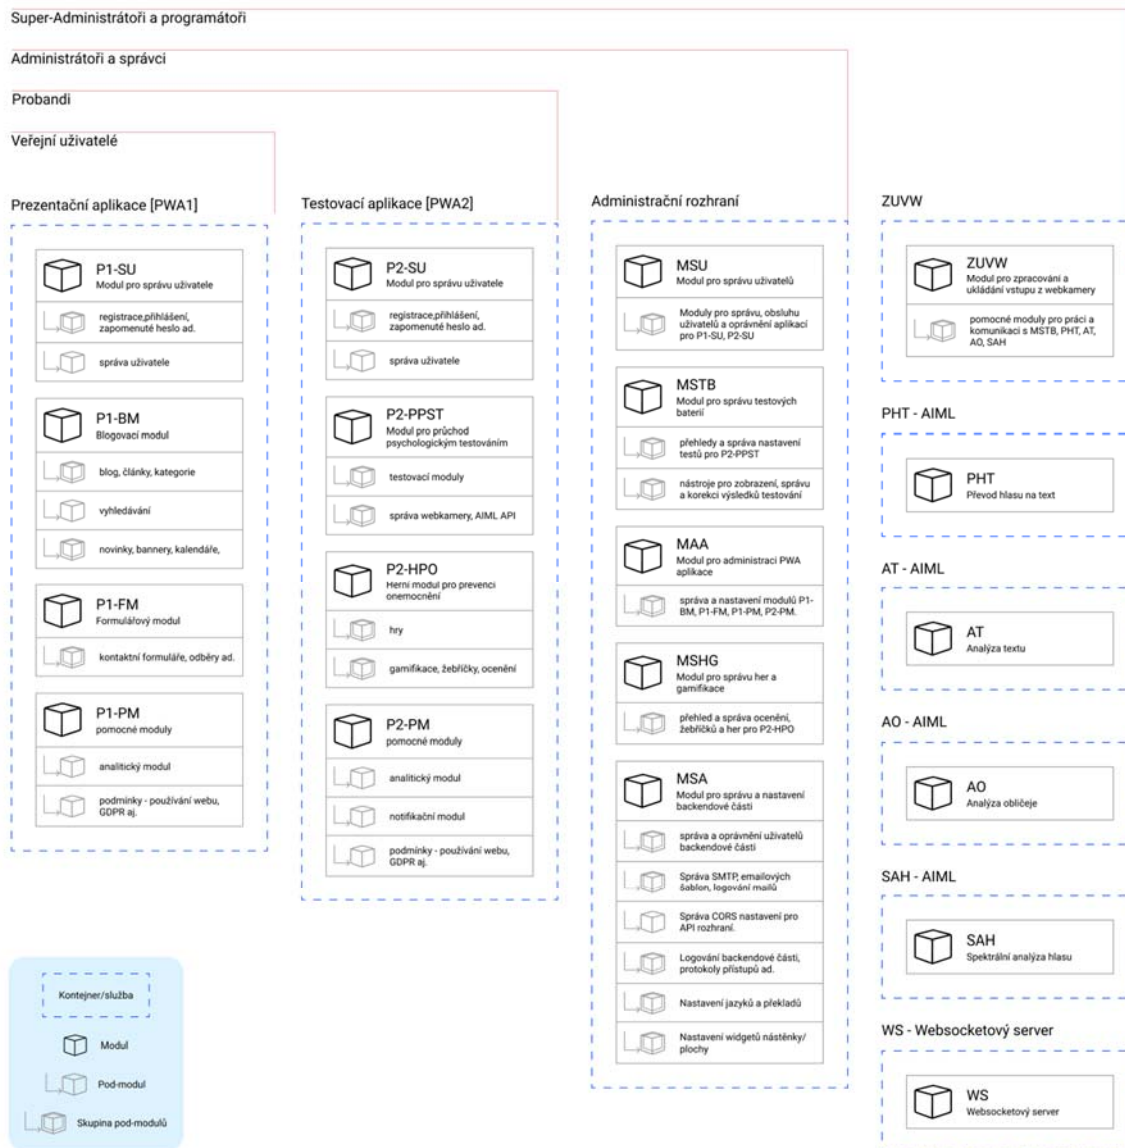 Super-Administrátoři a programátoři
Administrátoři a správci
Probandi
Veřejní uživatelé
Prezentační aplikace [PWA1]
P1-SU
Modul pro správu uživatele
registrace,přihlášení,
zapomenuté heslo ad.
správa uživatele
P1-BM
Blogovací modul
blog, články, kategorie
vyhledávání
novinky, bannery, kalendáře,
P1-FM
Formulářový modul
kontaktní formuláře, odběry ad.
P1-PM
pomocné moduly
analitický modul
podmínky - používání webu,
GDPR aj.
Testovací aplikace [PWA2]
P2-SU
Modul pro správu uživatele
registrace,přihlášení,
zapomenuté heslo ad.
správa uživatele
P2-PPST
Modul pro průchod
psychologickým testováním
testovací moduly
správa webkamery, AIML API
P2-HPO
Herní modul pro prevenci
onemocnění
hry
gamifikace, žebříčky, ocenění
P2-PM
pomocné moduly
analitický modul
notifikační modul
podmínky - používání webu,
GDPR aj.
Administrační rozhraní
MSU
Modul pro správu uživatelů
Moduly pro správu, obsluhu
uživatelů a oprávnění aplikací
pro P1-SU, P2-SU
MSTB
Modul pro správu testových
baterií
přehledy a správa nastavení
testů pro P2-PPST
nástroje pro zobrazení, správu
a korekci výsledků testování
MAA
Modul pro administraci PWA
aplikace
správa a nastavení modulů P1-
BM, P1-FM, P1-PM, P2-PM.
MSHG
Modul pro správu her a
gamifikace
přehled a správa ocenění,
žebříčků a her pro P2-HPO
MSA
Modul pro správu a nastavení
backendové části
správa a oprávnění uživatelů
backendové části
Správa SMTP, emailových
šablon, logování mailů
Správa CORS nastavení pro
API rozhraní.
Logování backendové části,
protokoly přístupů ad.
Nastavení jazyků a překladů
Nastavení widgetů nástěnky/
plochy
ZUVW
ZUVW
Modul pro zpracování a
ukládání vstupu z webkamery
pomocné moduly pro práci a
komunikaci s MSTB, PHT, AT,
AO, SAH
PHT - AIML
PHT
Převod hlasu na text
AT - AIML
AT
Analýza textu
AO - AIML
AO
Analýza obličeje
SAH - AIML
SAH
Spektrální analýza hlasu
WS - Websocketový server
WS
Websocketový server
Kontejner/služba
Modul
Pod-modul
Skupina pod-modulů